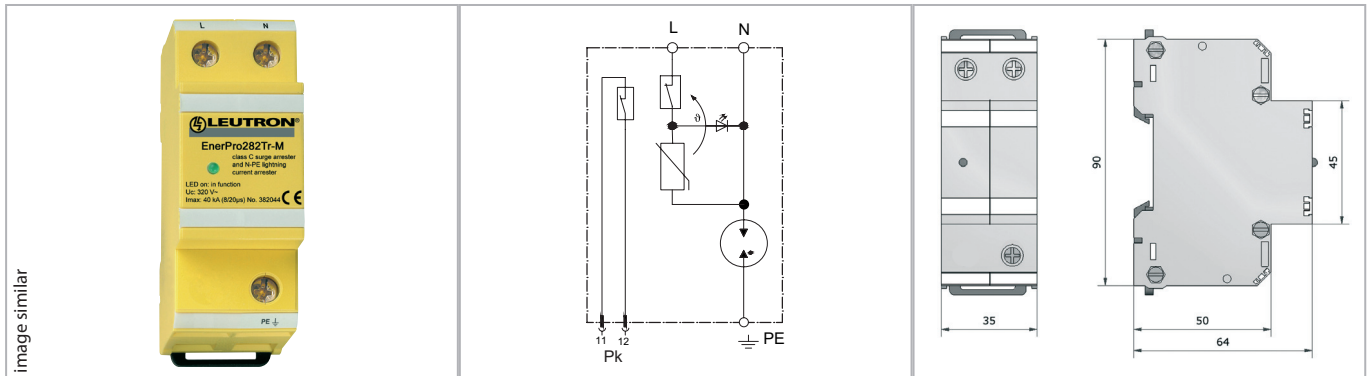 image similar
L N
LEUTRON®
EnerPro282Tr-M
class C surge arrester
and N-PE lightning
current arrester
LED on: in function
Uc: 320 V~
Imax: 40 kA (8/20µs) No. 382044 CE
PE
L N
ϑ
11 12
Pk
PE
90
35
45
50
64